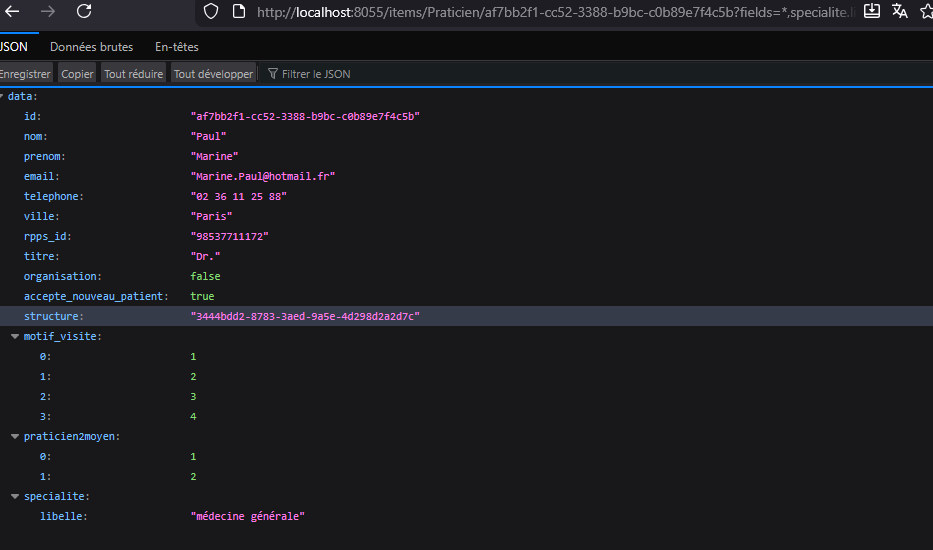 http://localhost:8055/items/Praticien/af7bb2f1-cc52-3388-b9bc-c0b89e7f4c5b?fields=*,specialite.
JSON Données brutes En-têtes
Enregistrer Copier Tout réduire Tout développer Filtrer le JSON
data:
id: "af7bb2f1-cc52-3388-b9bc-c0b89e7f4c5b"
nom: "Paul"
prenom: "Marine"
email: "Marine.Paul@hotmail.fr"
telephone: "02 36 11 25 88"
ville: "Paris"
rpps_id: "98537711172"
titre: "Dr."
organisation: false
accepte_nouveau_patient: true
structure: "3444bdd2-8783-3aed-9a5e-4d298d2a2d7c"
motif_visite:
0: 1
1: 2
2: 3
3: 4
praticien2moyen:
0: 1
1: 2
specialite:
libelle: "médecine générale"